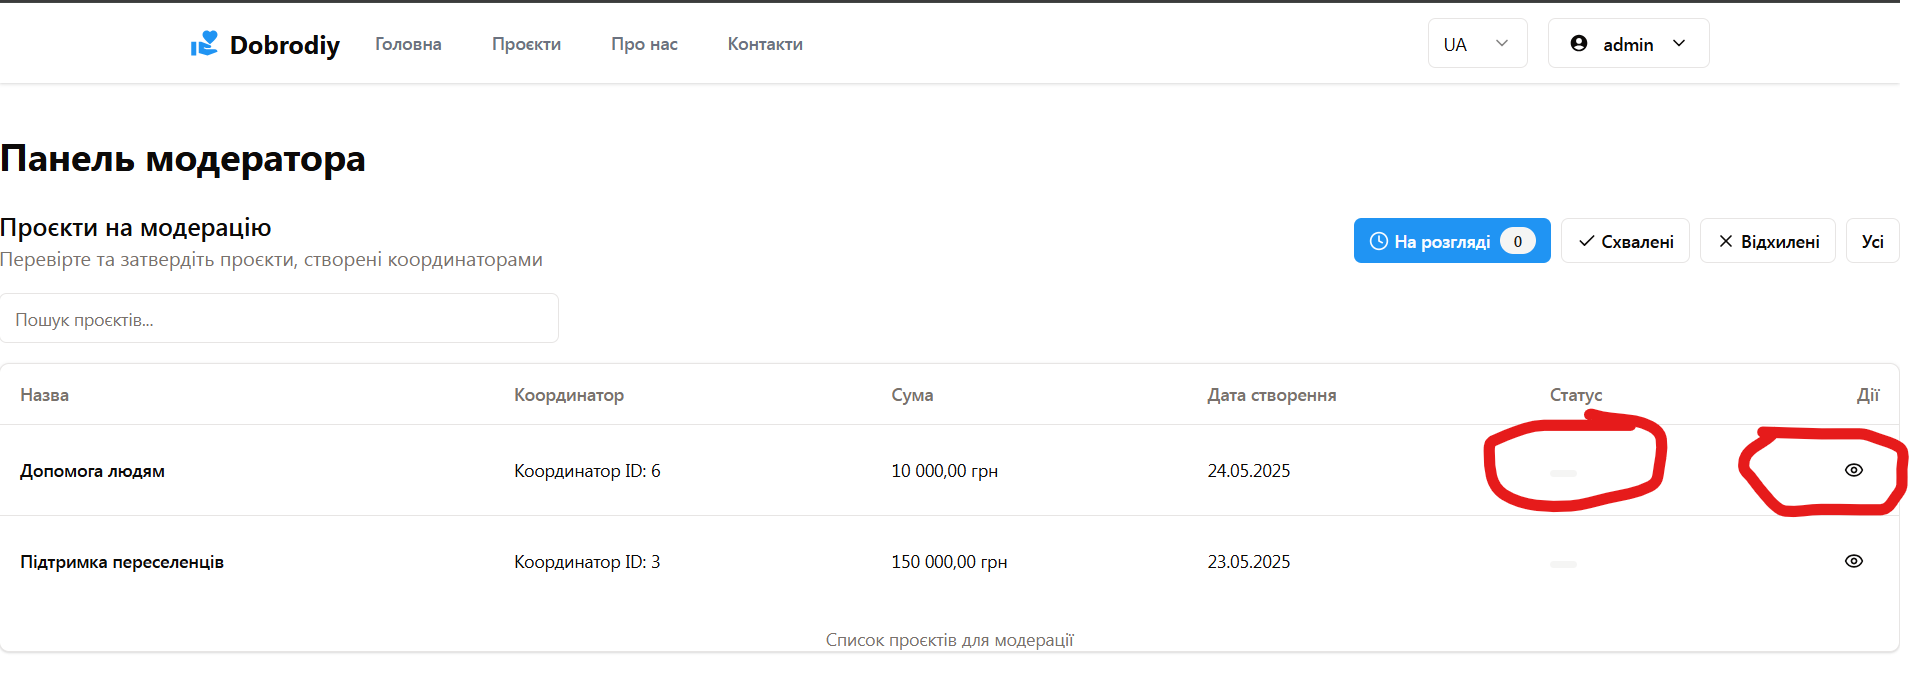 Dobrodiy Головна Проєкти Про нас Контакти UA admin
Панель модератора
Проєкти на модерацію
Перевірте та затвердіть проєкти, створені координаторами
На розгляді 0 Схвалені Відхилені Усі
Пошук проєктів...
Назва Координатор Сума Дата створення Статус Дії
Допомога людям Координатор ID: 6 10 000,00 грн 24.05.2025
Підтримка переселенців Координатор ID: 3 150 000,00 грн 23.05.2025
Список проєктів для модерації